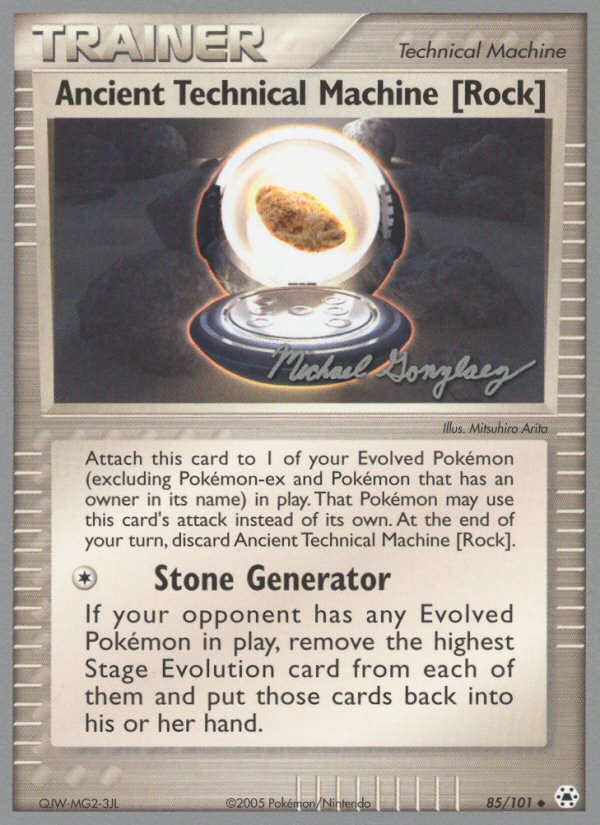 TRAINER
Technical Machine
Ancient Technical Machine [Rock]
Michael Gonzlaez
Illus. Mitsuhiro Arita
Attach this card to 1 of your Evolved Pokémon
(excluding Pokémon-ex and Pokémon that has an
owner in its name) in play. That Pokémon may use
this card's attack instead of its own. At the end of
your turn, discard Ancient Technical Machine [Rock].
Stone Generator
If your opponent has any Evolved
Pokémon in play, remove the highest
Stage Evolution card from each of
them and put those cards back into
his or her hand.
QJW-MG2-3JL
©2005 Pokémon/Nintendo
85/101